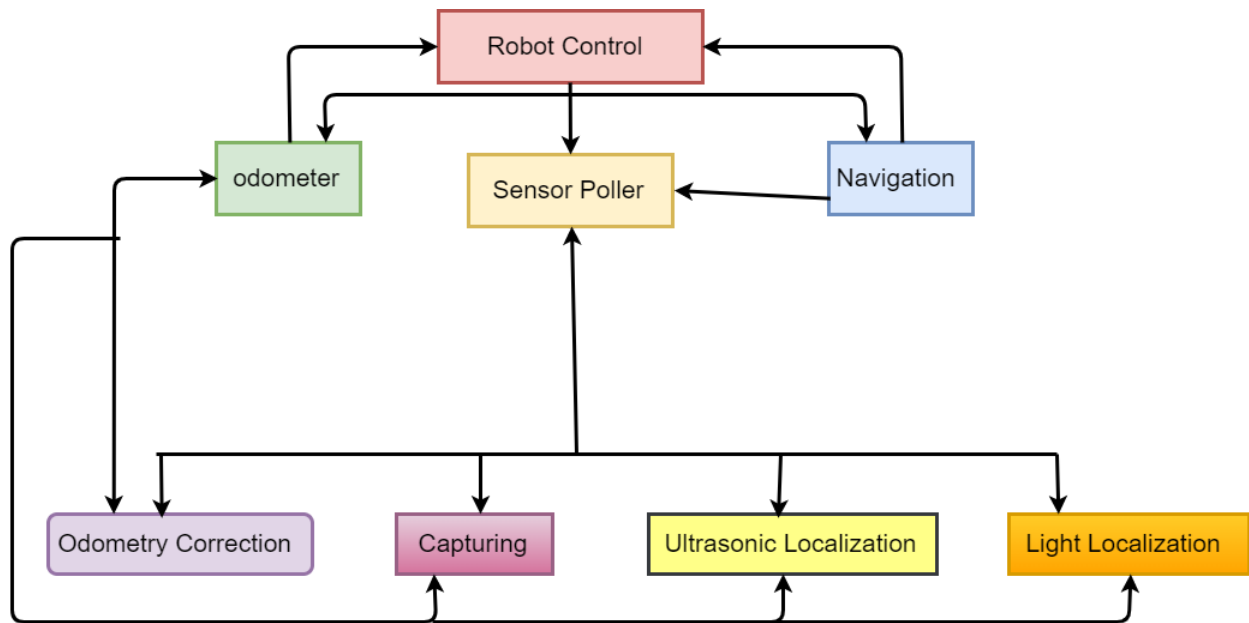 Robot Control
odometer
Sensor Poller
Navigation
Odometry Correction
Capturing
Ultrasonic Localization
Light Localization